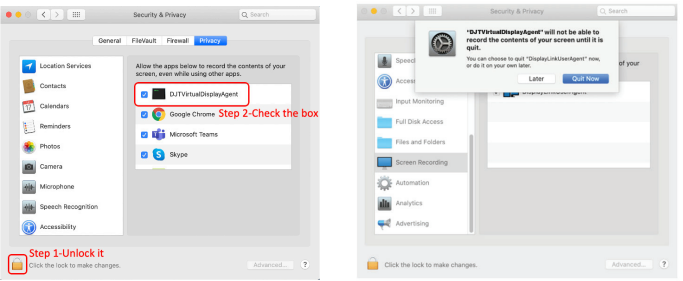 Security & Privacy
Search
General
FileVault
Firewall
Privacy
Location Services
Contacts
Calendars
Reminders
Photos
Camera
Microphone
Speech Recognition
Accessibility
Allow the apps below to record the contents of your
screen, even while using other apps.
DJTVirtualDisplayAgent
Google Chrome
Step 2-Check the box
Microsoft Teams
Skype
Step 1-Unlock it
Click the lock to make changes.
Advanced...
?
Security & Privacy
Search
"DJTVirtualDisplayAgent" will not be able to
record the contents of your screen until it is
quit.
You can choose to quit "DisplayLinkUserAgent" now,
or do it on your own later.
Later
Quit Now
of your
Input Monitoring
Full Disk Access
Files and Folders
Screen Recording
Automation
Analytics
Advertising
Click the lock to make changes.
Advanced...
?